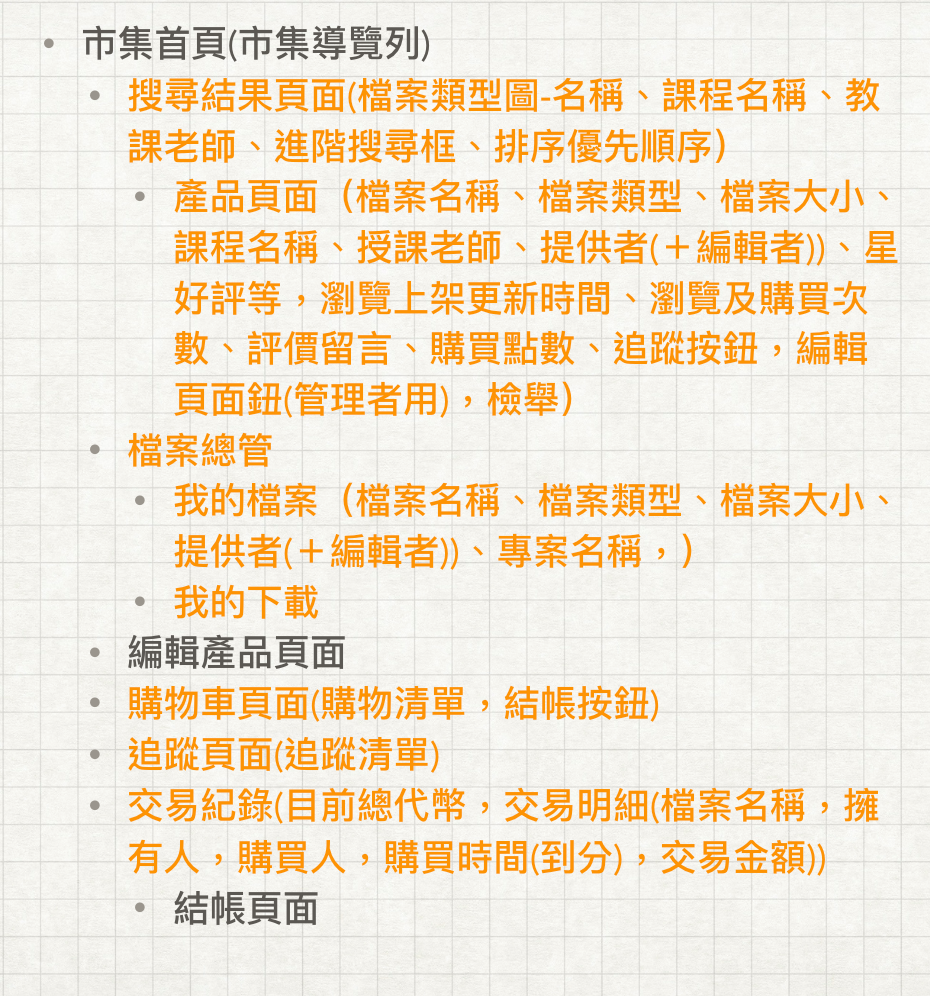 • 市集首頁(市集導覽列)
• 搜尋結果頁面(檔案類型圖-名稱、課程名稱、教
課老師、進階搜尋框、排序優先順序）
• 產品頁面（檔案名稱、檔案類型、檔案大小、
課程名稱、授課老師、提供者(＋編輯者))、星
好評等，瀏覽上架更新時間、瀏覽及購買次
數、評價留言、購買點數、追蹤按鈕，編輯
頁面鈕(管理者用)，檢舉）
• 檔案總管
• 我的檔案（檔案名稱、檔案類型、檔案大小、
提供者(＋編輯者))、專案名稱，）
• 我的下載
• 編輯產品頁面
• 購物車頁面(購物清單，結帳按鈕)
• 追蹤頁面(追蹤清單)
• 交易紀錄(目前總代幣，交易明細(檔案名稱，擁
有人，購買人，購買時間(到分)，交易金額))
• 結帳頁面